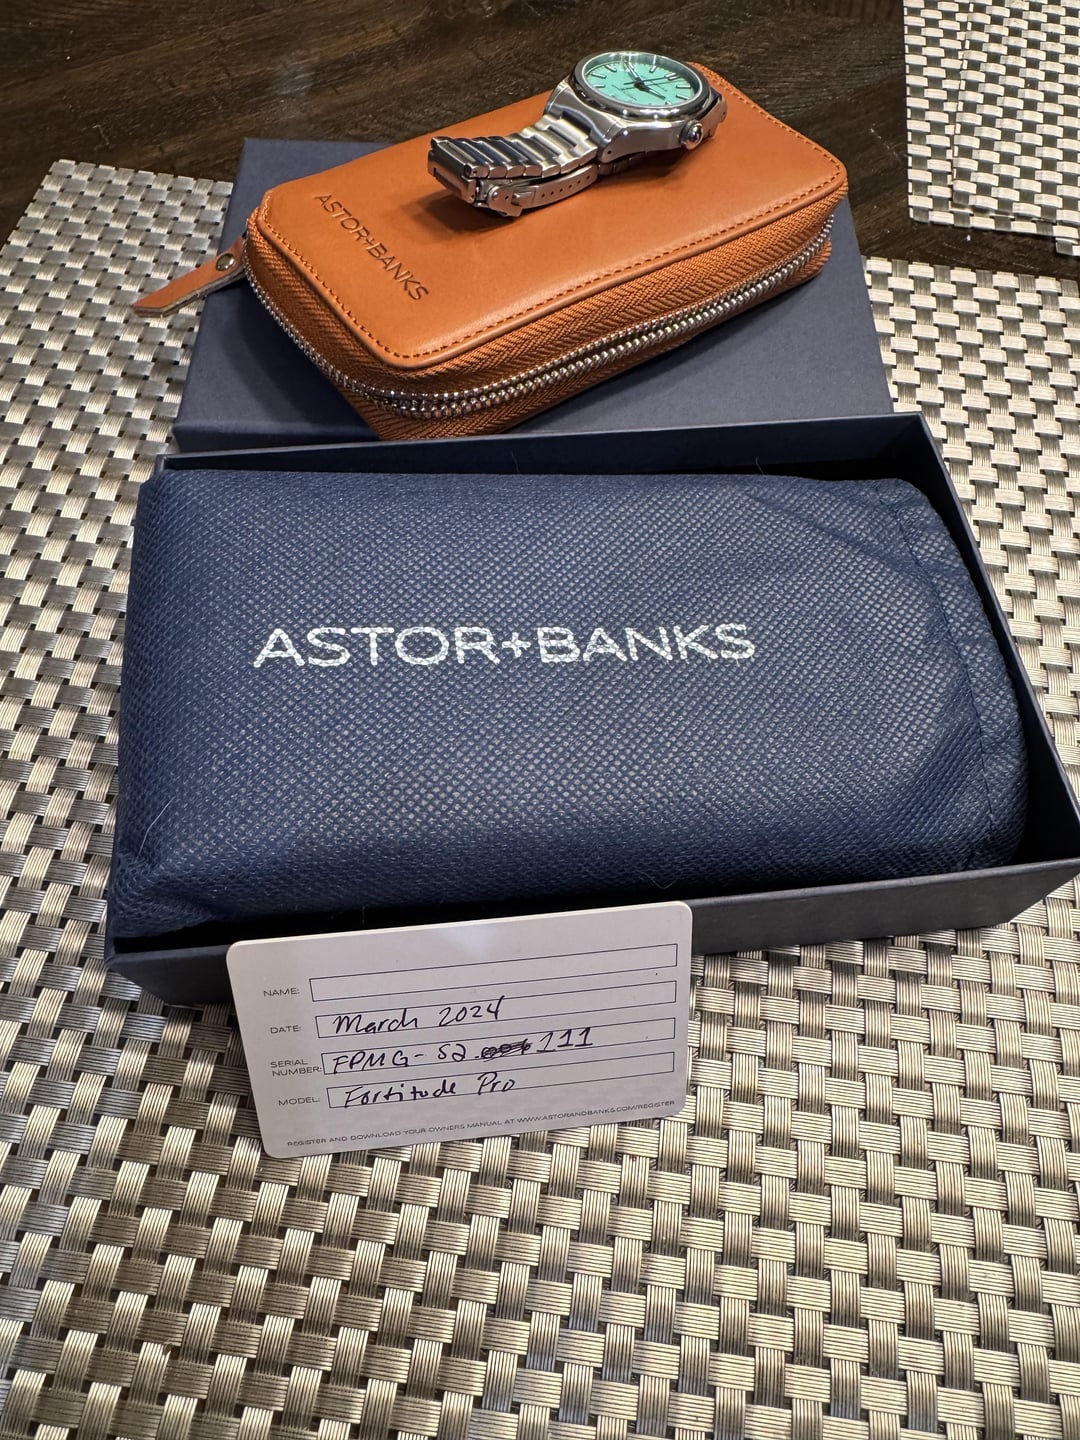 ASTOR+BANKS
ASTOR+BANKS
NAME:
DATE: March 2024
SERIAL NUMBER: FPMG-S2 111
MODEL: Fortitude Pro
REGISTER AND DOWNLOAD YOUR OWNERS MANUAL AT WWW.ASTORANDBANKS.COM/REGISTER